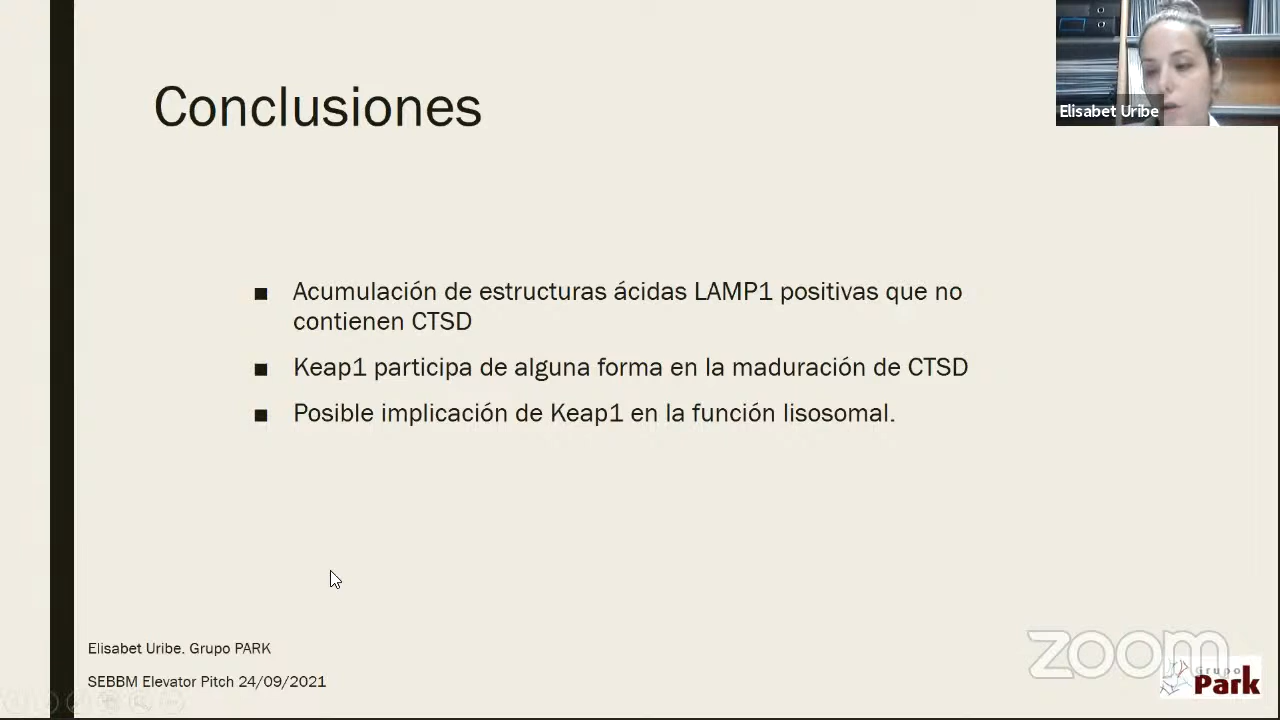 Conclusiones
Elisabet Uribe
■ Acumulación de estructuras ácidas LAMP1 positivas que no
contienen CTSD
■ Keap1 participa de alguna forma en la maduración de CTSD
■ Posible implicación de Keap1 en la función lisosomal.
Elisabet Uribe. Grupo PARK
SEBBM Elevator Pitch 24/09/2021
zoom
Grupo
Park